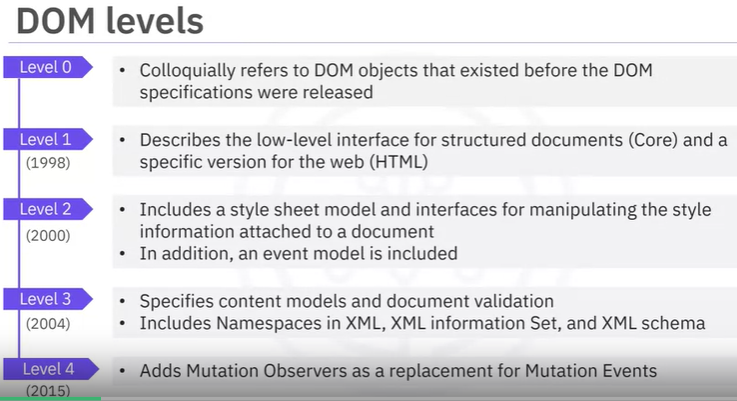 DOM levels
Level 0
• Colloquially refers to DOM objects that existed before the DOM
specifications were released
Level 1
(1998)
• Describes the low-level interface for structured documents (Core) and a
specific version for the web (HTML)
Level 2
(2000)
• Includes a style sheet model and interfaces for manipulating the style
information attached to a document
• In addition, an event model is included
Level 3
(2004)
• Specifies content models and document validation
• Includes Namespaces in XML, XML information Set, and XML schema
Level 4
(2015)
• Adds Mutation Observers as a replacement for Mutation Events